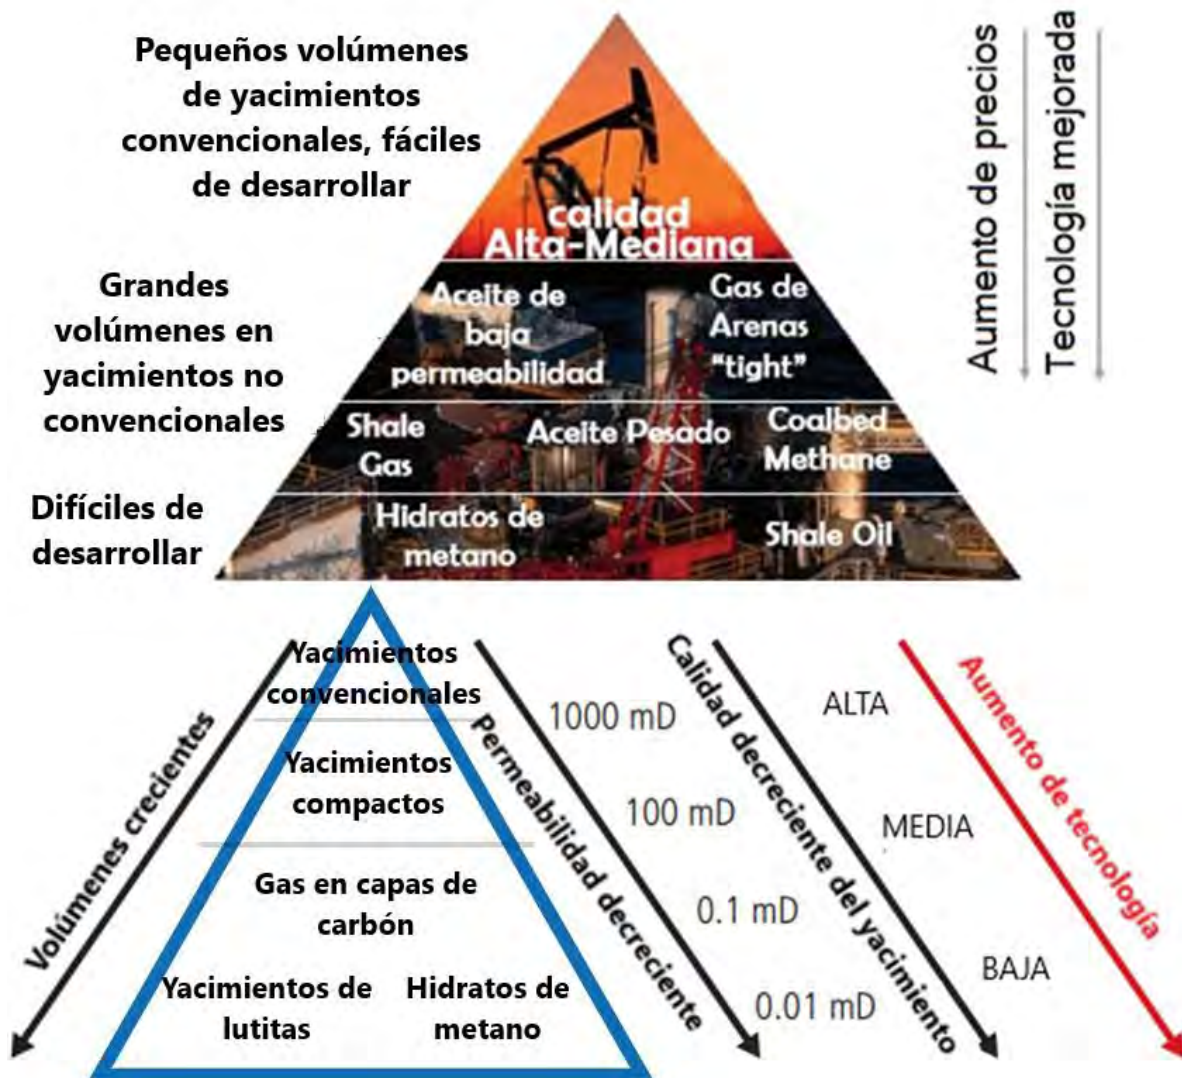 Pequeños volúmenes
de yacimientos
convencionales, fáciles
de desarrollar
calidad
Alta-Mediana
Aumento de precios
Tecnología mejorada
Grandes
volúmenes en
yacimientos no
convencionales
Aceite de
baja
permeabilidad
Gas de
Arenas
"tight"
Shale
Gas
Aceite Pesado
Coalbed
Methane
Difíciles de
desarrollar
Hidratos de
metano
Shale Oil
Volúmenes crecientes
Yacimientos
convencionales
Yacimientos
compactos
Gas en capas de
carbón
Yacimientos de
lutitas
Hidratos de
metano
Permeabilidad decreciente
1000 mD
100 mD
0.1 mD
0.01 mD
Calidad decreciente del yacimiento
ALTA
MEDIA
BAJA
Aumento de tecnología